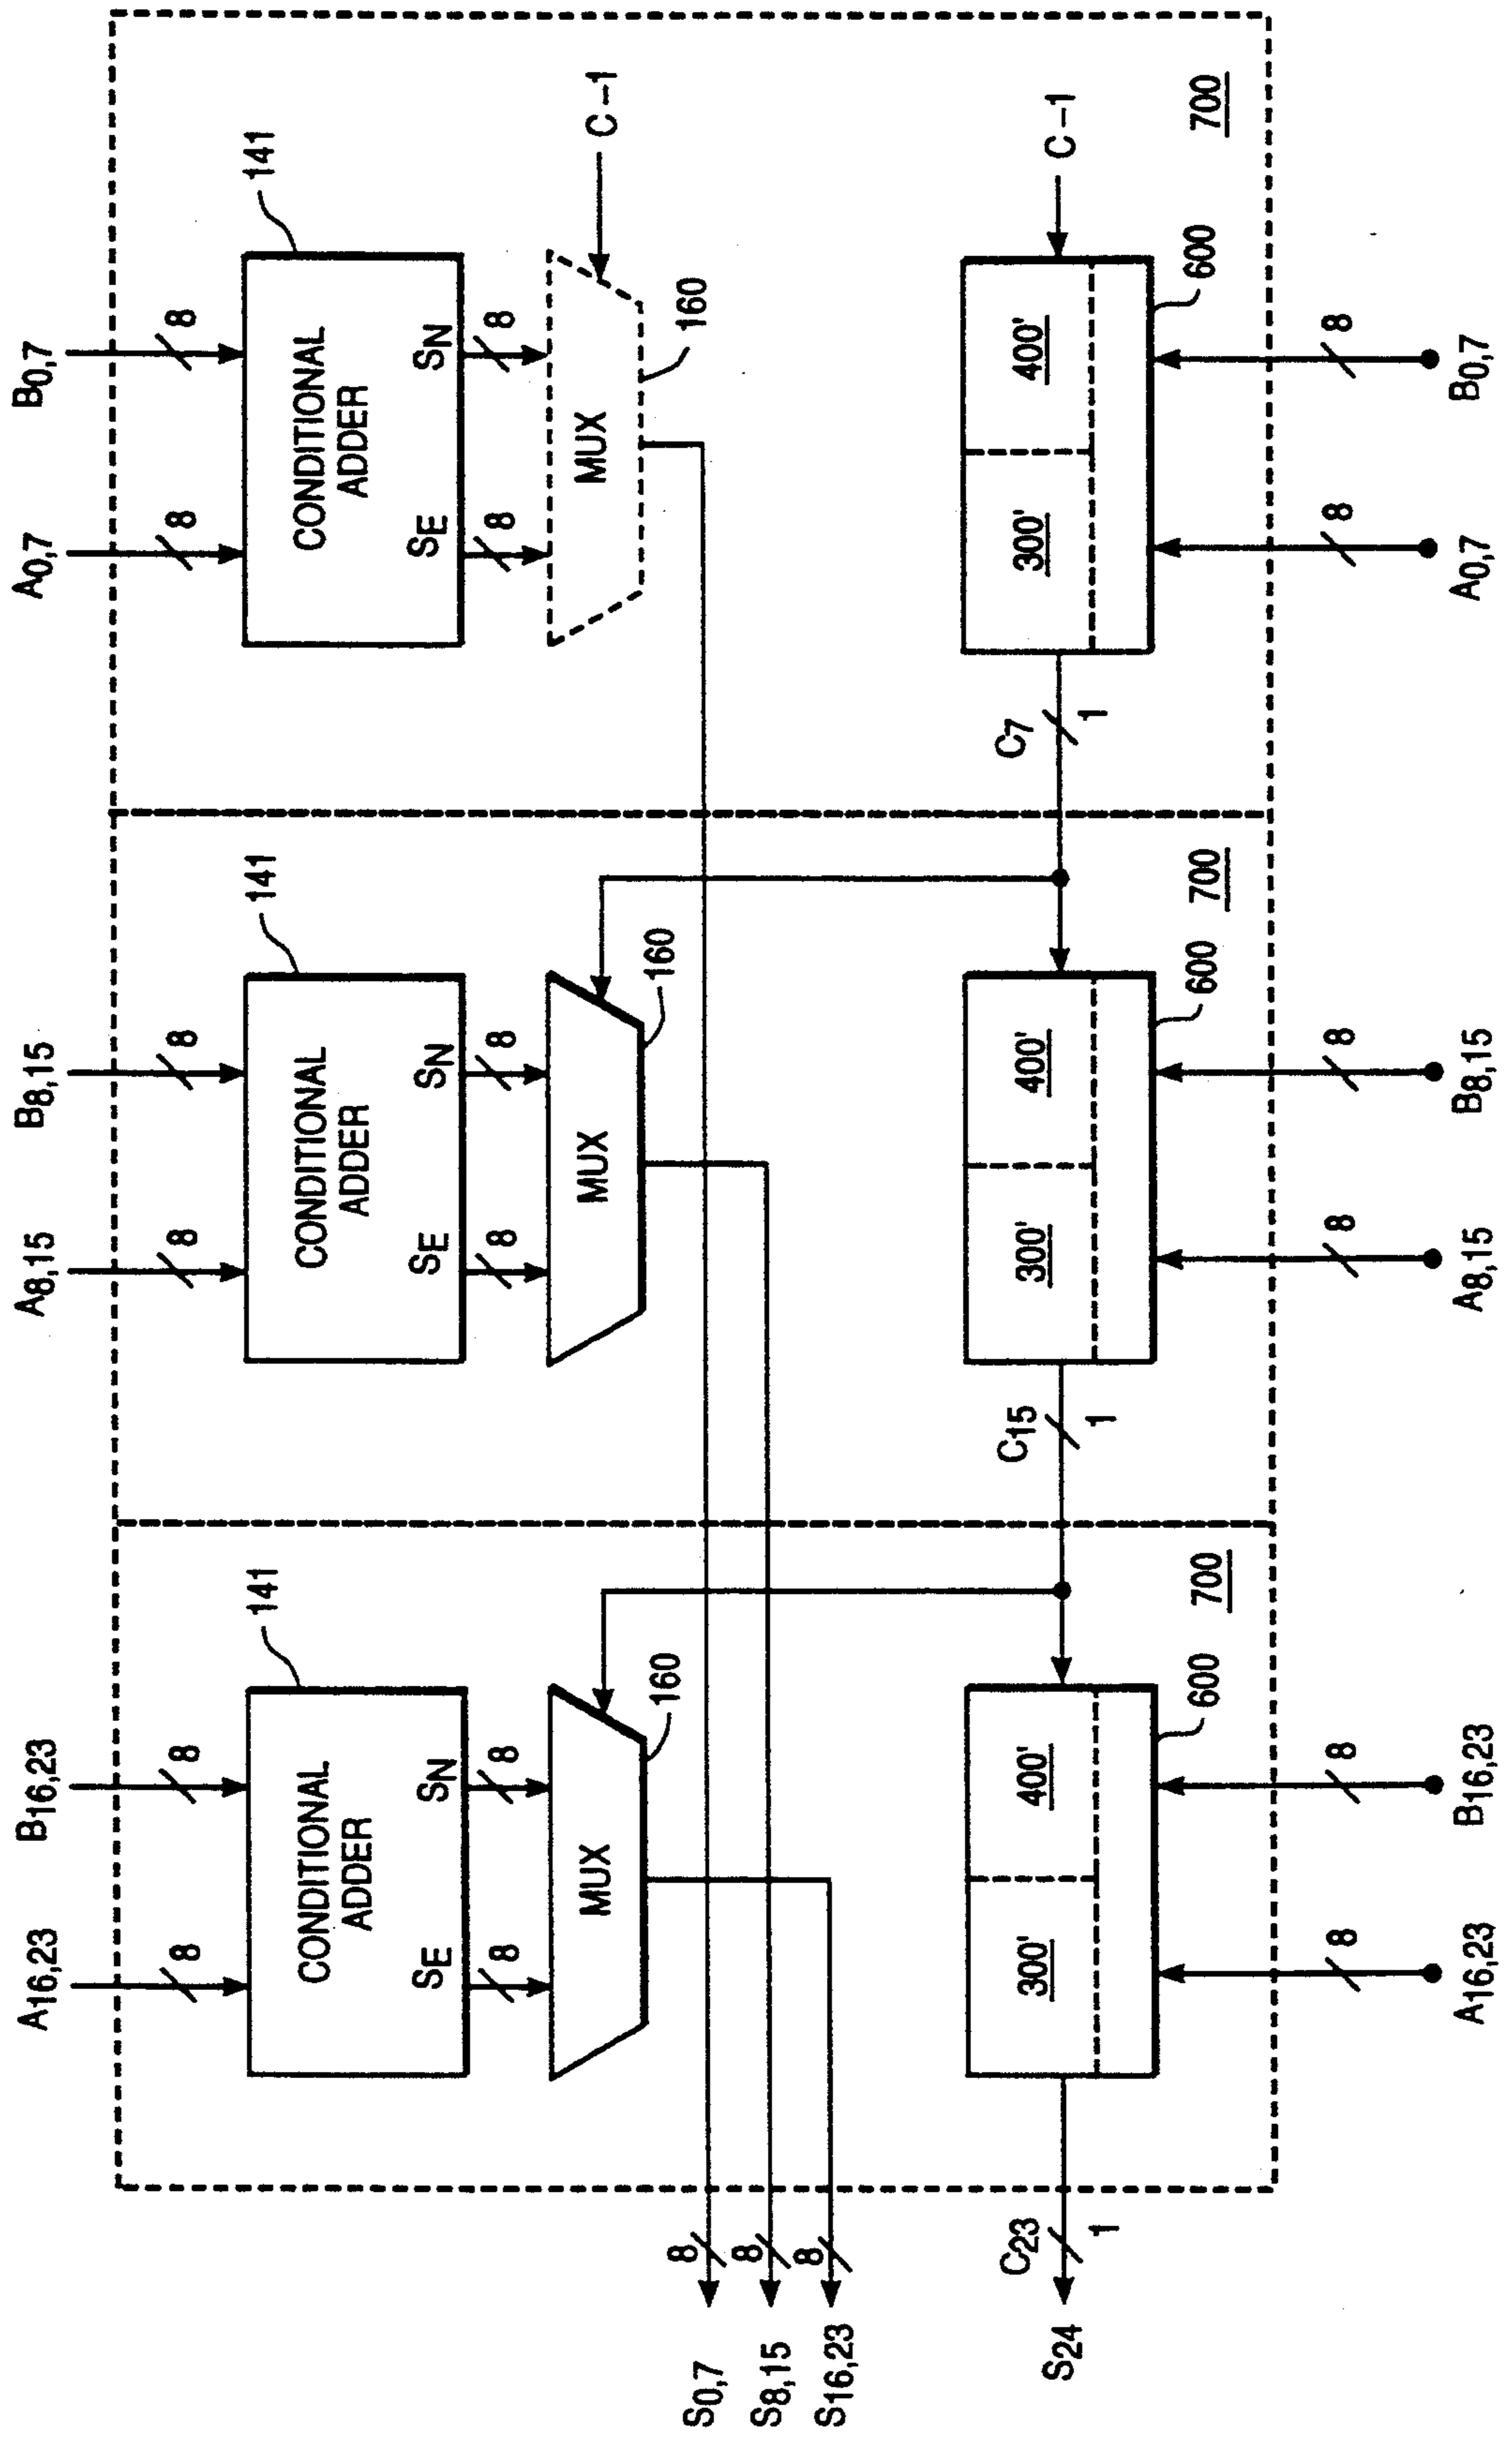 A16,23 B16,23 A8,15 B8,15 A0,7 B0,7
8 8 8 8 8 8
141 141 141
CONDITIONAL ADDER
CONDITIONAL ADDER
CONDITIONAL ADDER
SE SN SE SN SE SN
8 8 8 8 8 8
MUX MUX MUX
C-1
160 160 160
S0,7 8
S8,15 8
S16,23 8
S24 C23 1
300' 400'
C15 1
300' 400'
C7 1
300' 400'
C-1
600 600 600
700 700 700
8 8 8 8 8 8
A16,23 B16,23 A8,15 B8,15 A0,7 B0,7